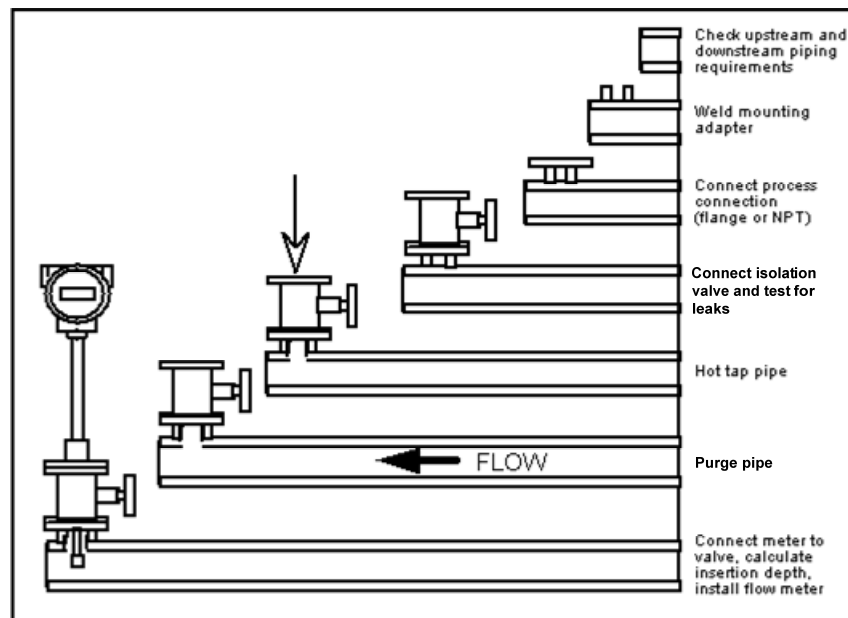 Check upstream and
downstream piping
requirements
Weld mounting
adapter
Connect process
connection
(flange or NPT)
Connect isolation
valve and test for
leaks
Hot tap pipe
FLOW
Purge pipe
Connect meter to
valve, calculate
insertion depth,
install flow meter